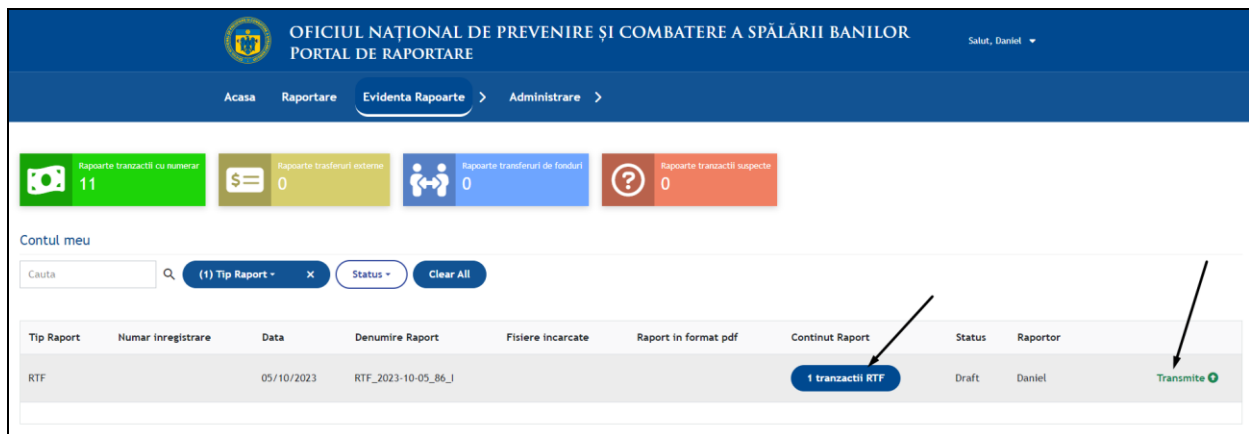 OFICIUL NAȚIONAL DE PREVENIRE ȘI COMBATERE A SPĂLĂRII BANILOR
PORTAL DE RAPORTARE
Salut, Daniel
Acasa Raportare Evidenta Rapoarte Administrare
Rapoarte tranzactii cu numerar
11
Rapoarte trasferuri externe
0
Rapoarte transferuri de fonduri
0
Rapoarte tranzactii suspecte
0
Contul meu
Cauta (1) Tip Raport × Status Clear All
Tip Raport Numar inregistrare Data Denumire Raport Fisiere incarcate Raport in format pdf Continut Raport Status Raportor
RTF 05/10/2023 RTF_2023-10-05_86_I 1 tranzactii RTF Draft Daniel Transmite